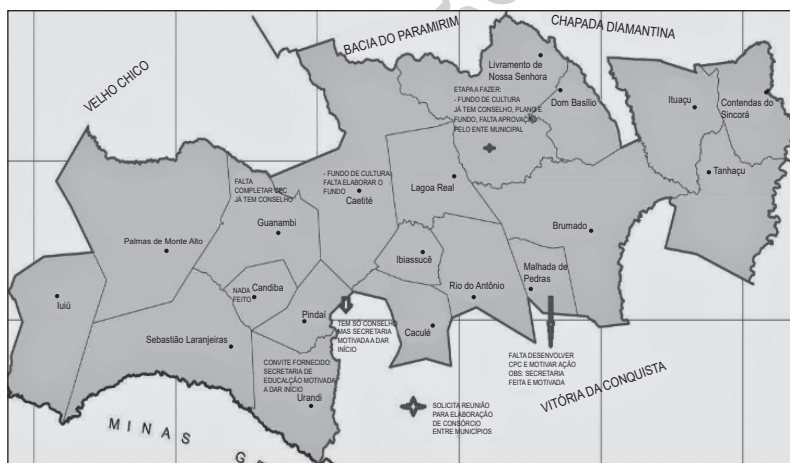 BACIA DO PARAMIRIM
CHAPADA DIAMANTINA
VELHO CHICO
Livramento de
Nossa Senhora
ETAPA A FAZER:
- FUNDO DE CULTURA
JÁ TEM CONSELHO, PLANO E
FUNDO, FALTA APROVAÇÃO
PELO ENTE MUNICIPAL
Dom Basílio
Ituaçu
Contendas do
Sincorá
Tanhaçu
FALTA
COMPLETAR CPC
JÁ TEM CONSELHO
- FUNDO DE CULTURA:
FALTA ELABORAR O
FUNDO
Caetité
Lagoa Real
Guanambi
Palmas de Monte Alto
Brumado
Ibiassucê
Malhada de
Pedras
Rio do Antônio
NADA
FEITO
Candiba
Iuiú
Pindaí
TEM SÓ CONSELHO
MAS SECRETARIA
MOTIVADA A DAR
INÍCIO
Caculé
Sebastião Laranjeiras
CONVITE FORNECIDO:
SECRETARIA DE
EDUCALÇÃO MOTIVADA
A DAR INÍCIO
Urandi
FALTA DESENVOLVER
CPC E MOTIVAR AÇÃO
OBS: SECRETARIA
FEITA E MOTIVADA
VITÓRIA DA CONQUISTA
SOLICITA REUNIÃO
PARA ELABORAÇÃO
DE CONSÓRCIO
ENTRE MUNICÍPIOS
MINAS GE